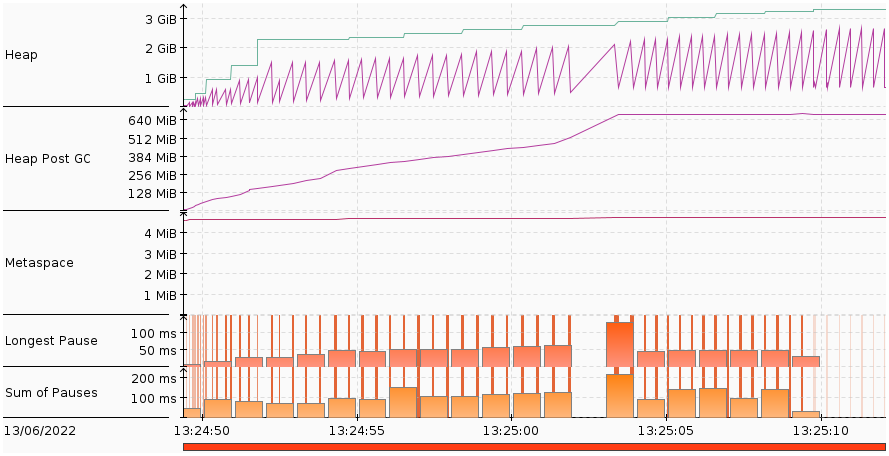 Heap
3 GiB
2 GiB
1 GiB
Heap Post GC
640 MiB
512 MiB
384 MiB
256 MiB
128 MiB
Metaspace
4 MiB
3 MiB
2 MiB
1 MiB
Longest Pause
100 ms
50 ms
Sum of Pauses
200 ms
100 ms
13/06/2022 13:24:50 13:24:55 13:25:00 13:25:05 13:25:10